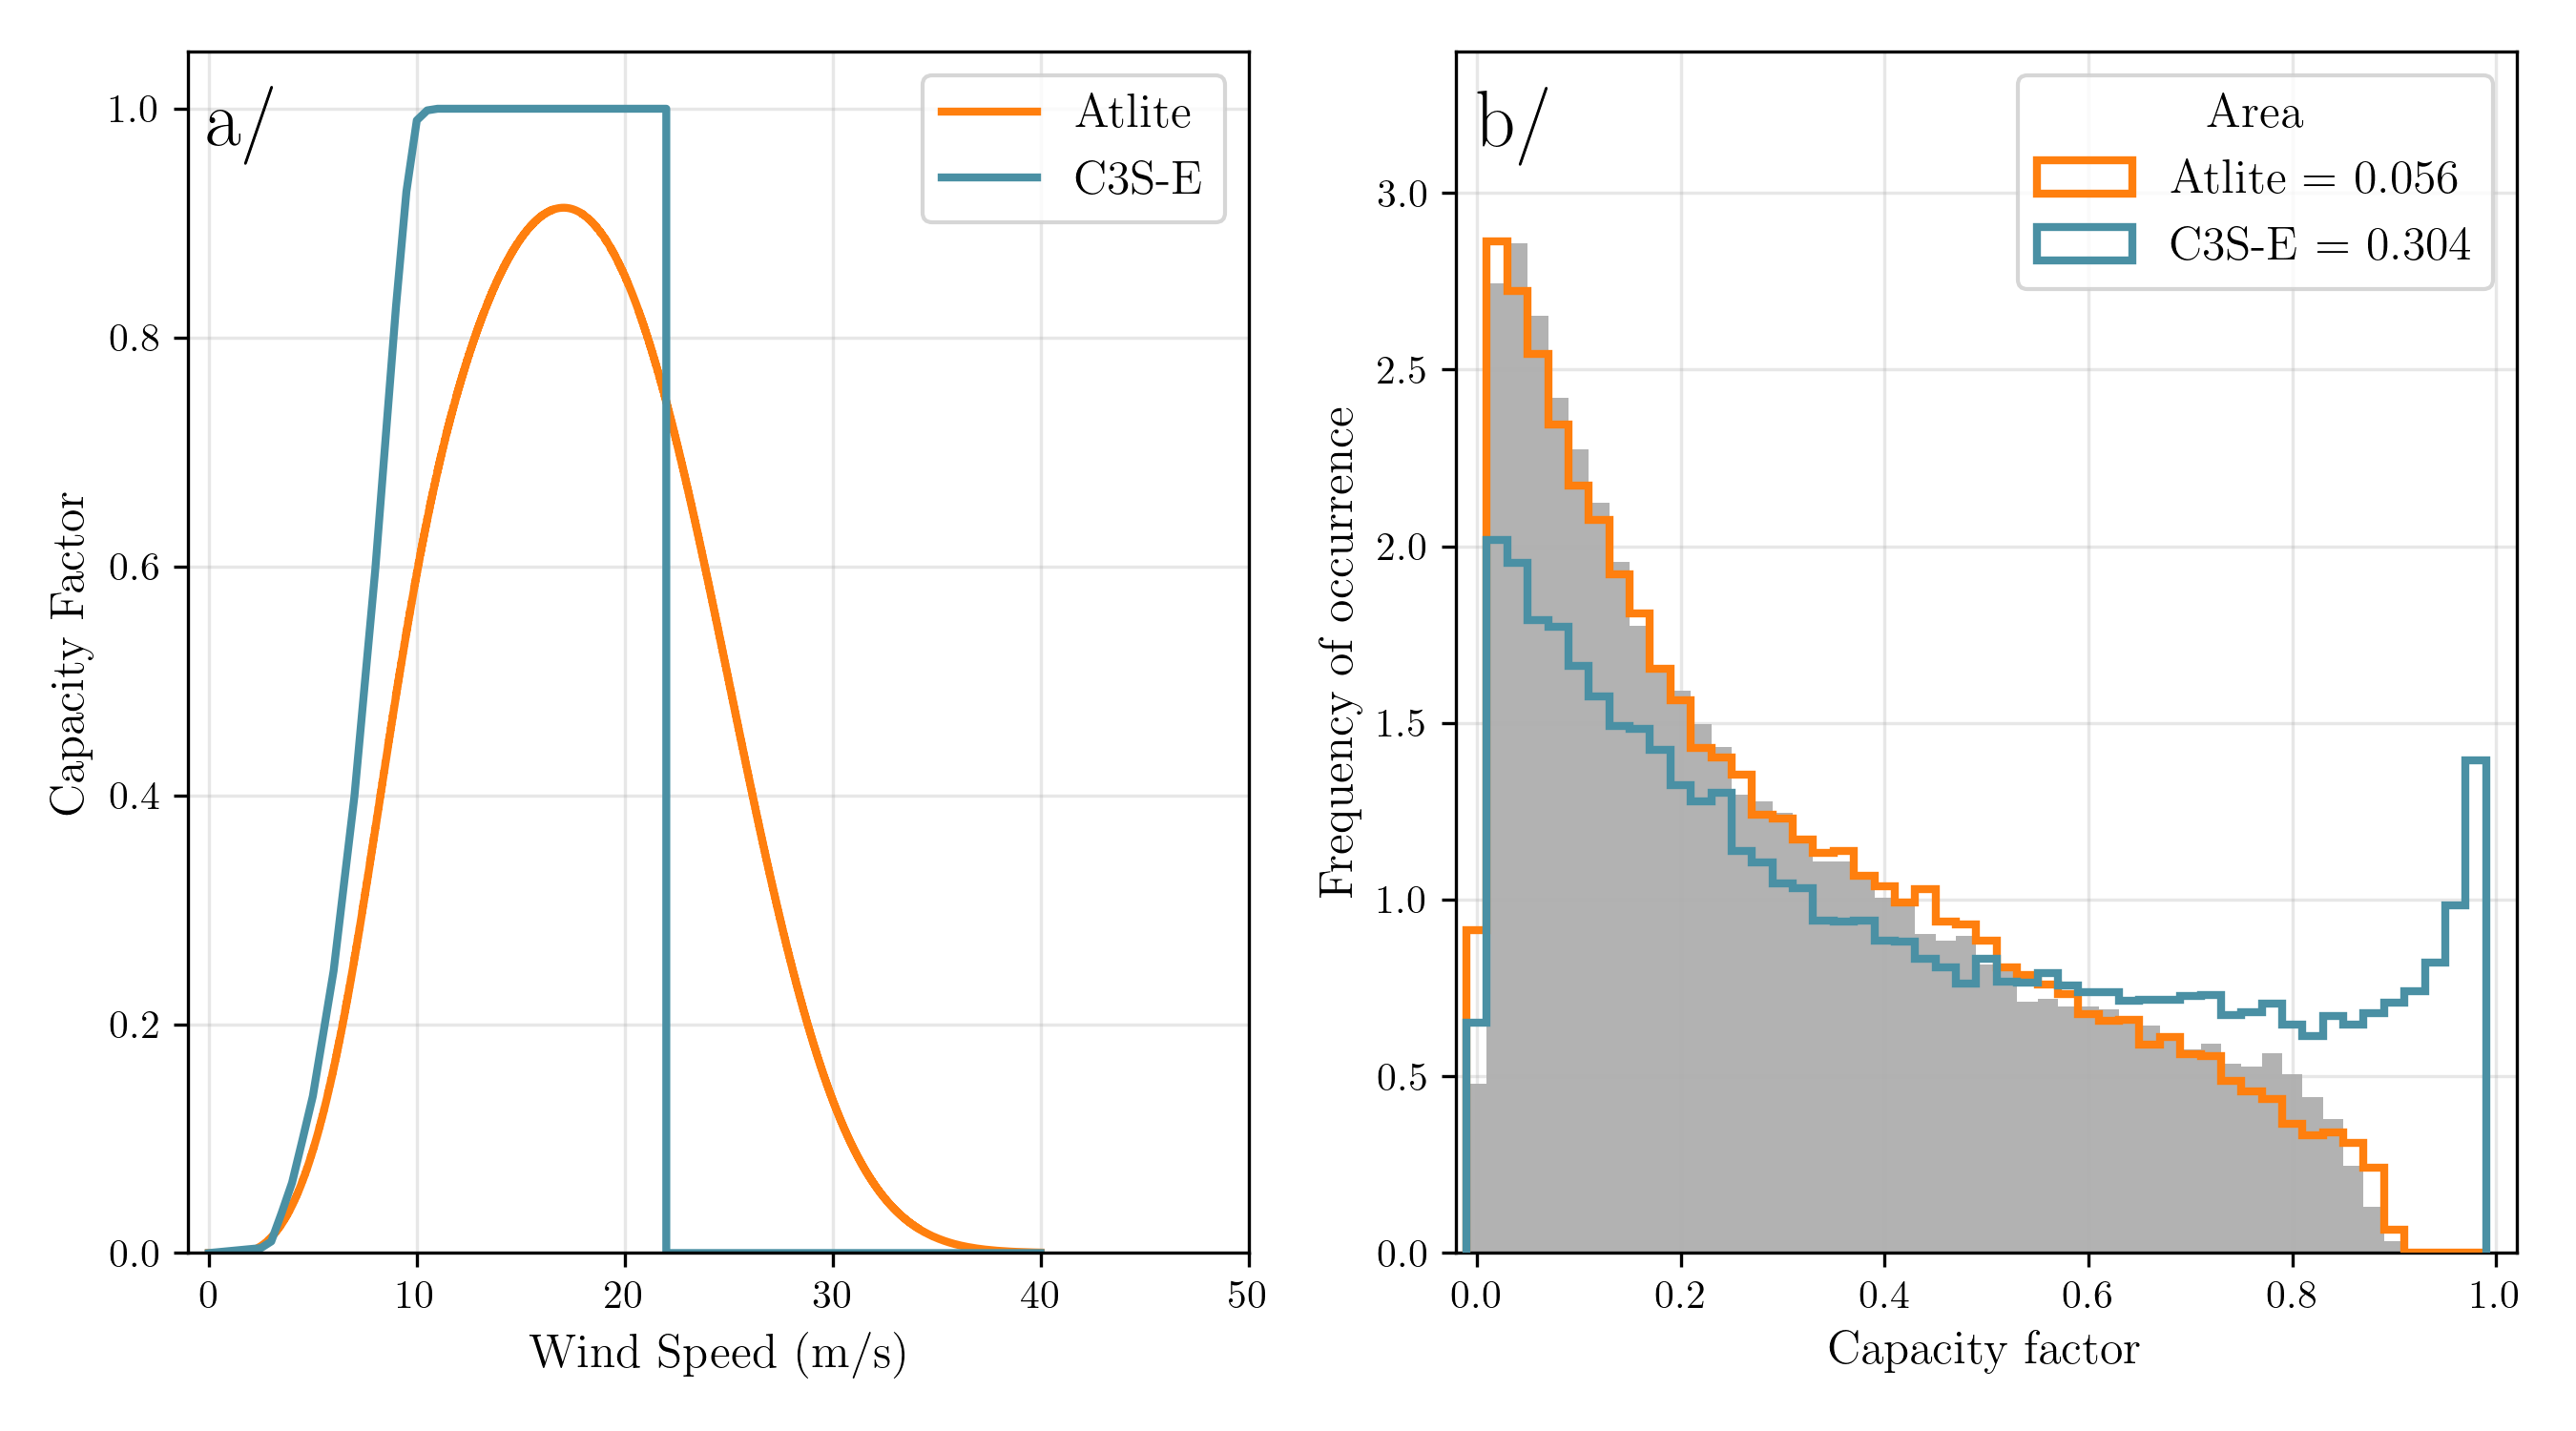 a/
Atlite
C3S-E
1.0
0.8
0.6
0.4
0.2
0.0
Capacity Factor
0 10 20 30 40 50
Wind Speed (m/s)
b/
Area
Atlite = 0.056
C3S-E = 0.304
3.0
2.5
2.0
1.5
1.0
0.5
0.0
Frequency of occurrence
0.0 0.2 0.4 0.6 0.8 1.0
Capacity factor